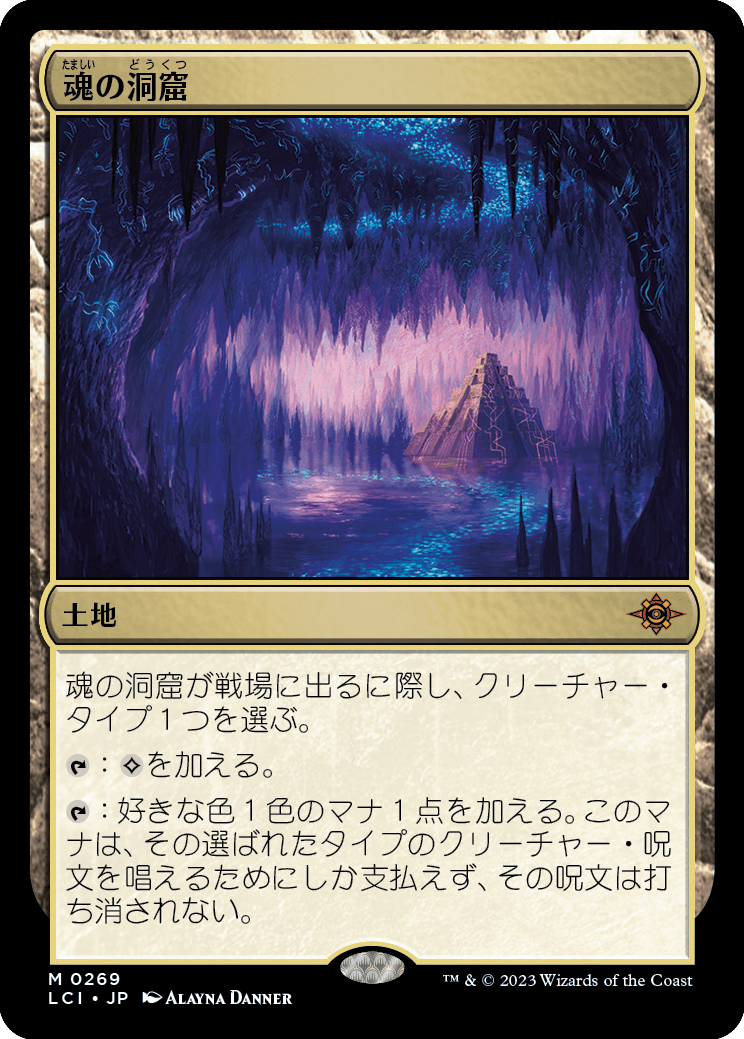 たましい どうくつ
魂の洞窟
土地
魂の洞窟が戦場に出るに際し、クリーチャー・
タイプ１つを選ぶ。
：を加える。
：好きな色１色のマナ１点を加える。このマ
ナは、その選ばれたタイプのクリーチャー・呪
文を唱えるためにしか支払えず、その呪文は打
ち消されない。
M 0269
LCI • JP ALAYNA DANNER
™ & © 2023 Wizards of the Coast